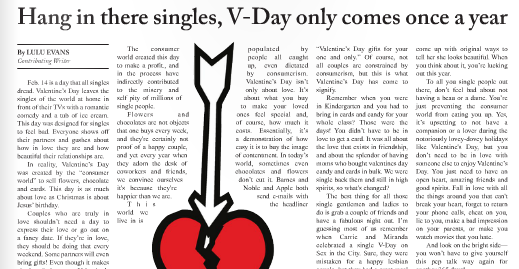 Hang in there singles, V-Day only comes once a year
By LULU EVANS
Contributing Writer
Feb. 14 is a day that all singles
dread. Valentine's Day leaves the
singles of the world at home in
front of their TVs with a romantic
comedy and a tub of ice cream.
This day was designed for singles
to feel bad. Everyone shows off
their partners and gushes about
how in love they are and how
beautiful their relationships are.
In reality, Valentine's Day
was created by the "consumer
world" to sell flowers, chocolate
and cards. This day is as much
about love as Christmas is about
Jesus' birthday.
Couples who are truly in
love shouldn't need a day to
express their love or go out on
a fancy date. If they're in love,
they should be doing that every
weekend. Some partners will even
bring gifts! Even though it makes
The consumer
world created this day
to make a profit, and
in the process have
indirectly contributed
to the misery and
self pity of millions of
single people.
Flowers and
chocolates are not objects
that one buys every week,
and they're certainly not
proof of a happy couple,
and yet every year when
they adorn the desk of
coworkers and friends,
we convince ourselves
it's because they're
happier than we are.
This
world we
live in is
populated by
people all caught
up, even dictated
by consumerism.
Valentine's Day isn't
only about love. It's
about what you buy
to make your loved
ones feel special and,
of course, how much it
costs. Essentially, it's
a demonstration of how
easy it is to buy the image
of contentment. In today's
world, sometimes even
chocolates and flowers
don't cut it. Barnes and
Noble and Apple both
send e-mails with
the headliner
"Valentine's Day gifts for your
one and only." Of course, not
all couples are constrained by
consumerism, but this is what
Valentine's Day has come to
signify.
Remember when you were
in Kindergarten and you had to
bring in cards and candy for your
whole class? Those were the
days! You didn't have to be in
love to get a card. It was all about
the love that exists in friendship,
and about the splendor of having
moms who bought valentines day
candy and cards in bulk. We were
single back then and still in high
spirits, so what's changed?
The best thing for all those
single gentlemen and ladies to
do is grab a couple of friends and
have a fabulous night out. I'm
guessing most of us remember
when Carrie and Miranda
celebrated a single V-Day on
Sex in the City. Sure, they were
mistaken for a happy lesbian
come up with original ways to
tell her she looks beautiful. When
you think about it, you're lucking
out this year.
To all you single people out
there, don't feel bad about not
having a beau or a dame. You're
just preventing the consumer
world from eating you up. Yes,
it's upsetting to not have a
companion or a lover during the
notoriously lovey-dovey holidays
like Valentine's Day, but you
don't need to be in love with
someone else to enjoy Valentine's
Day. You just need to have an
open heart, amazing friends and
good spirits. Fall in love with all
the things around you that can't
break your heart, forget to return
your phone calls, cheat on you,
lie to you, make a bad impression
on your parents, or make you
watch movies that you hate.
And look on the bright side—
you won't have to give yourself
this pep talk way again for